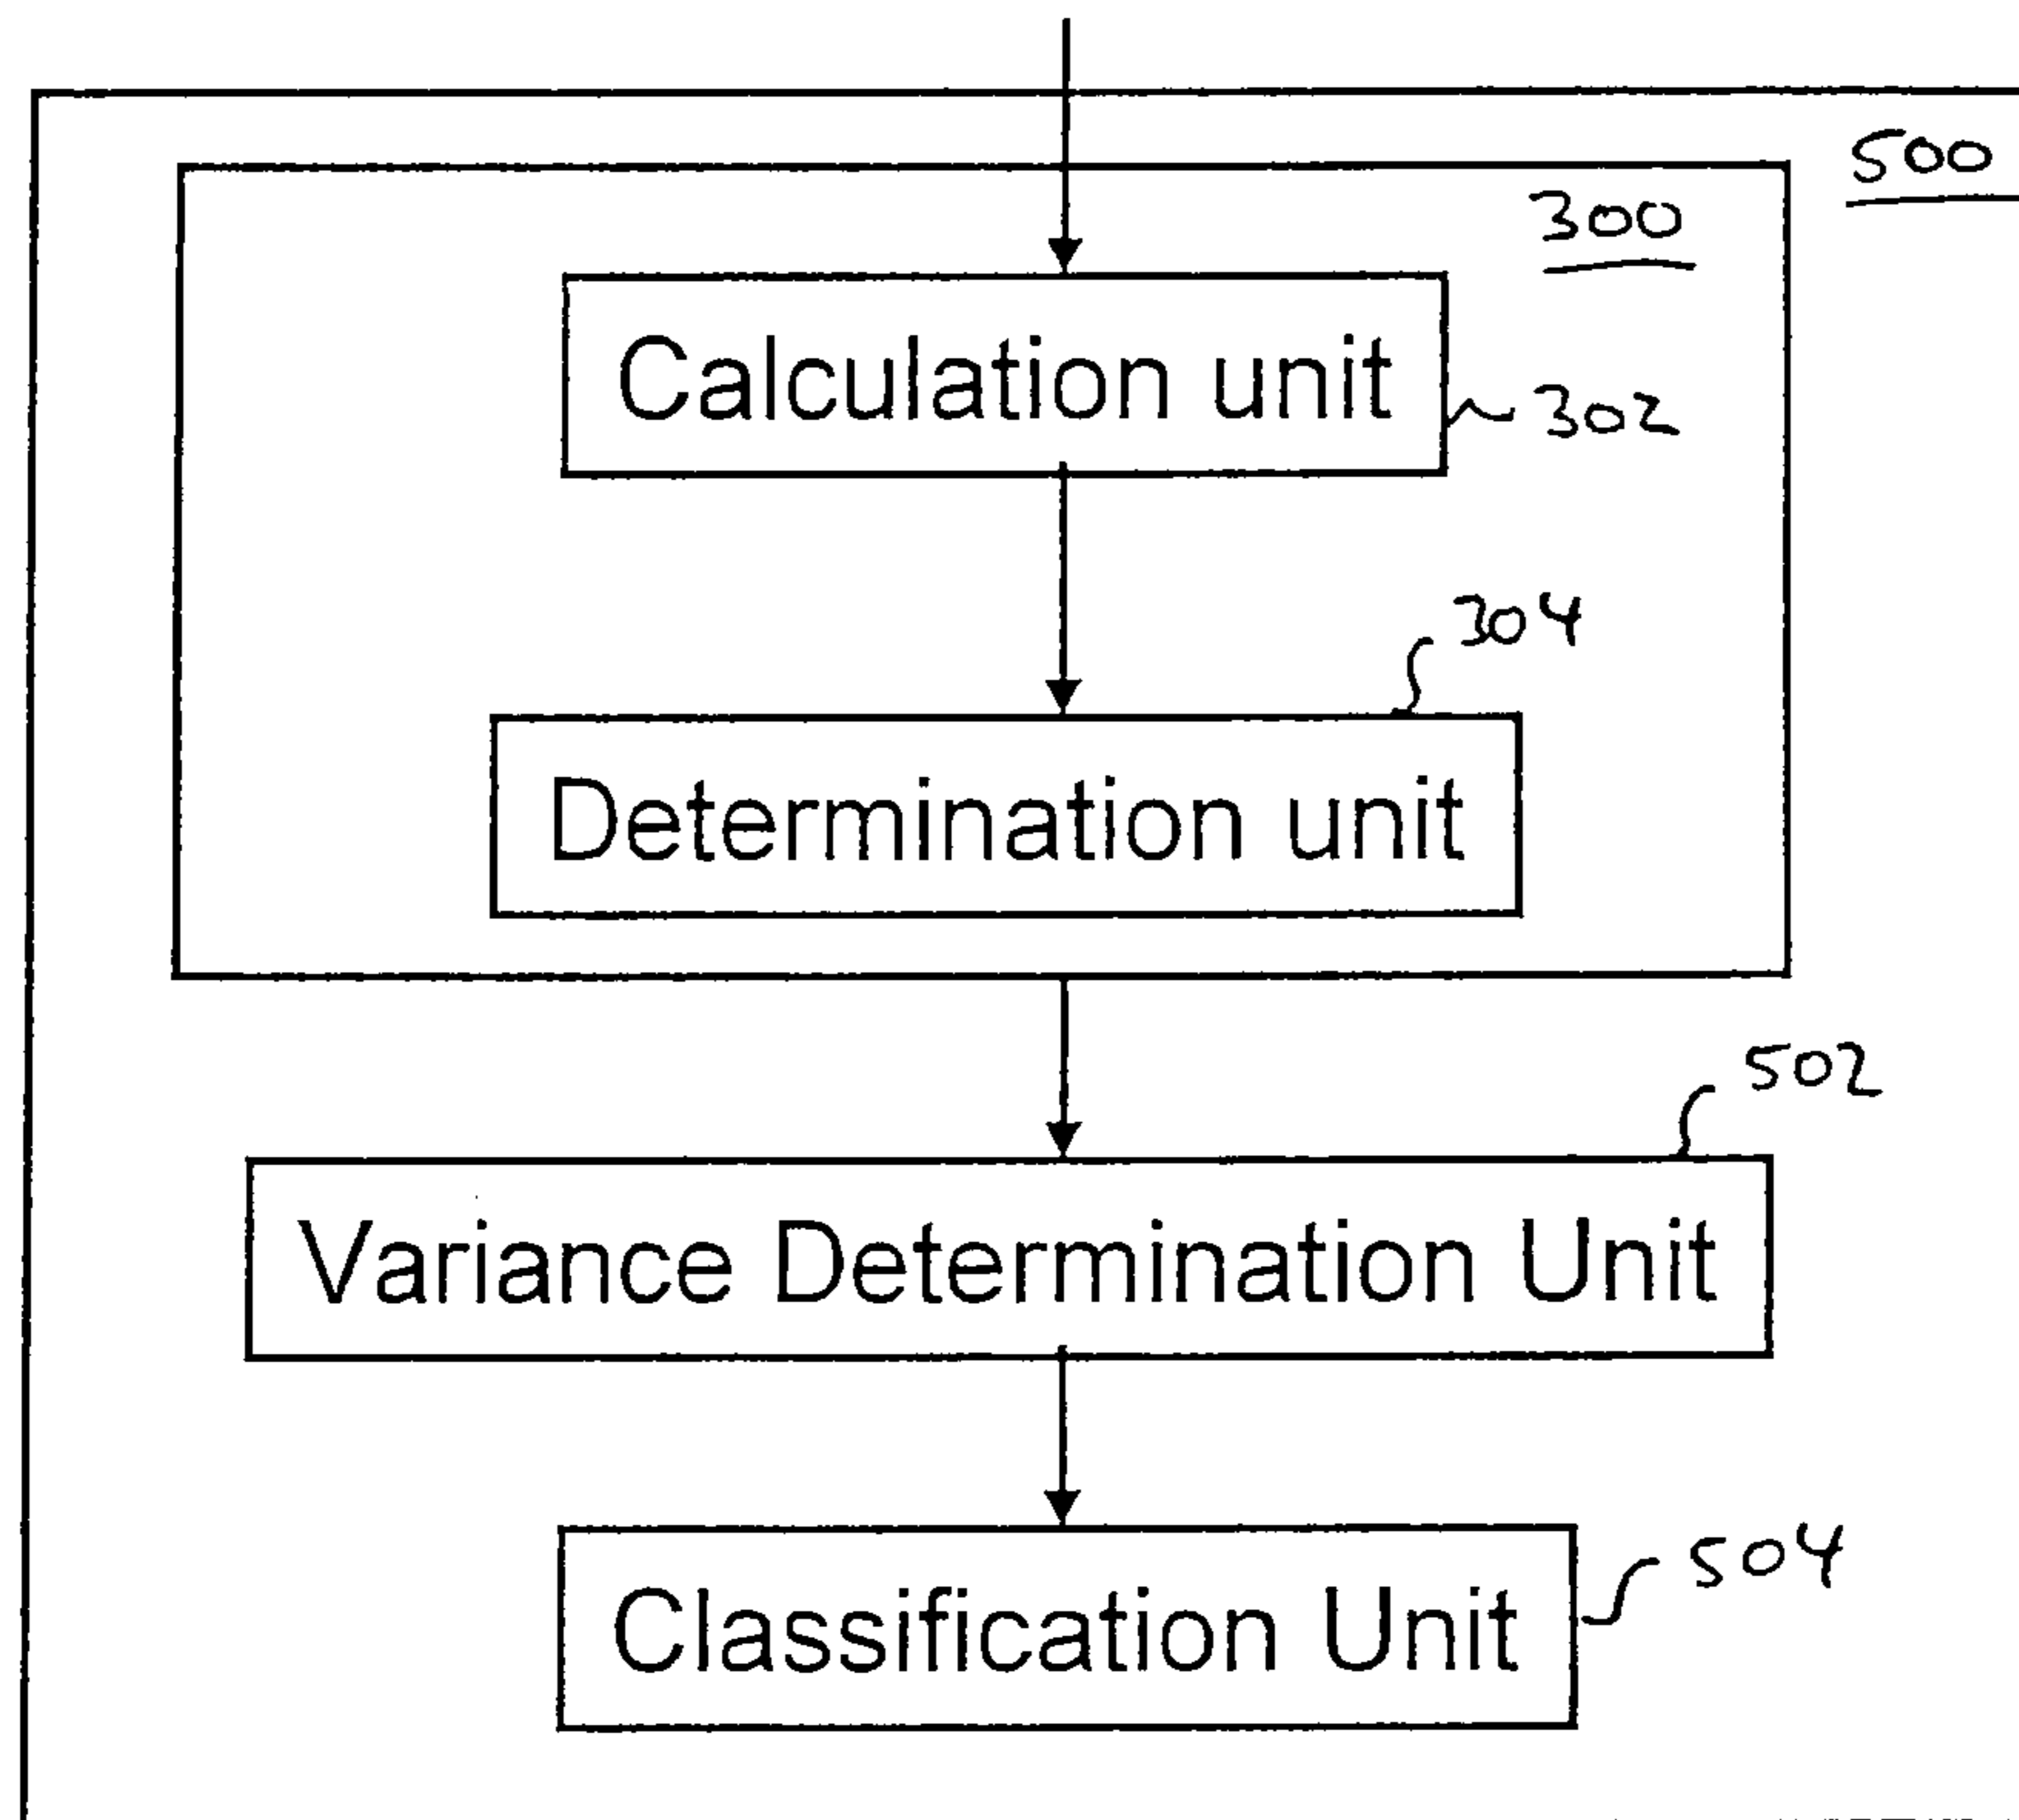 500
300
Calculation unit
302
304
Determination unit
502
Variance Determination Unit
504
Classification Unit